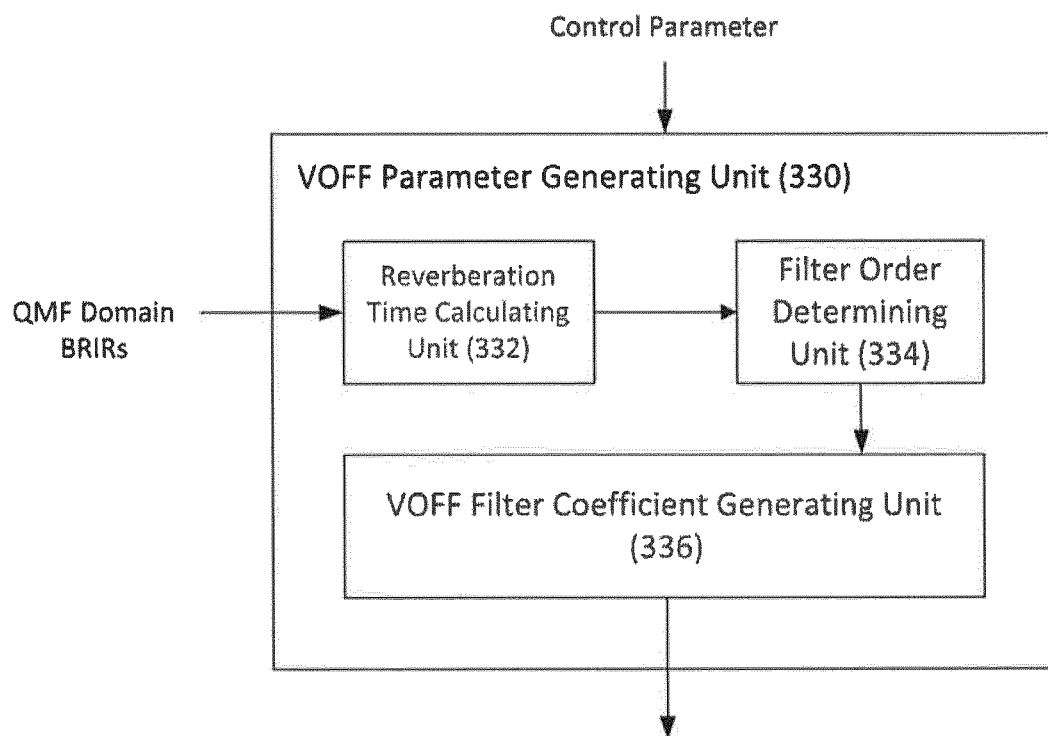 Control Parameter
VOFF Parameter Generating Unit (330)
Reverberation
Time Calculating
Unit (332)
Filter Order
Determining
Unit (334)
QMF Domain
BRIRs
VOFF Filter Coefficient Generating Unit
(336)